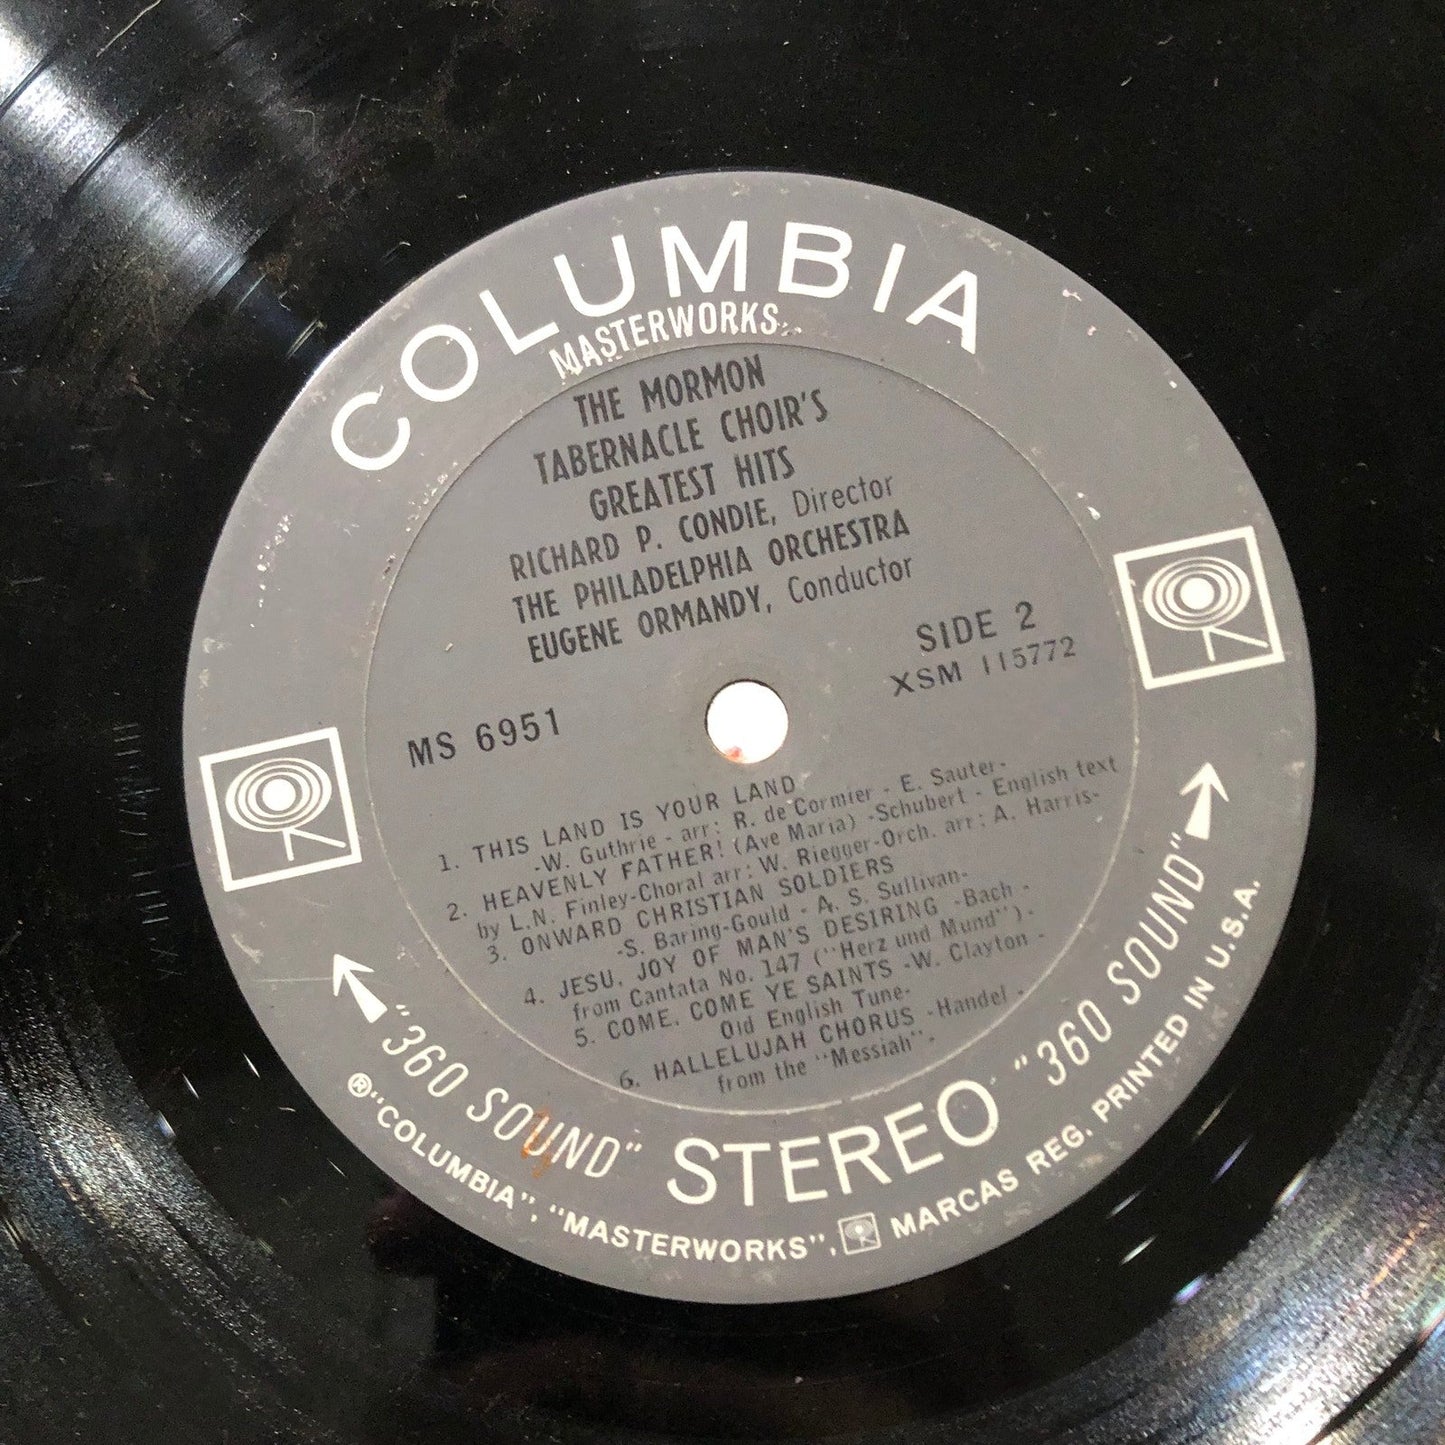 COLUMBIA
MASTERWORKS
THE MORMON
TABERNACLE CHOIR'S
GREATEST HITS
RICHARD P. CONDIE, Director
THE PHILADELPHIA ORCHESTRA
EUGENE ORMANDY, Conductor
SIDE 2
XSM 115772
MS 6951
1. THIS LAND IS YOUR LAND
-W. Guthrie - arr: R. de Cormier - E. Sauter-
2. HEAVENLY FATHER! (Ave Maria) -Schubert - English text
by L.N. Finley-Choral arr: W. Riegger-Orch. arr: A. Harris-
3. ONWARD CHRISTIAN SOLDIERS
-S. Baring-Gould - A. S. Sullivan-
4. JESU, JOY OF MAN'S DESIRING -Bach -
from Cantata No. 147 ("Herz und Mund")-
5. COME, COME YE SAINTS -W. Clayton -
Old English Tune-
6. HALLELUJAH CHORUS -Handel -
from the "Messiah"-
"360 SOUND" STEREO "360 SOUND"
® "COLUMBIA", "MASTERWORKS", MARCAS REG. PRINTED IN U.S.A.